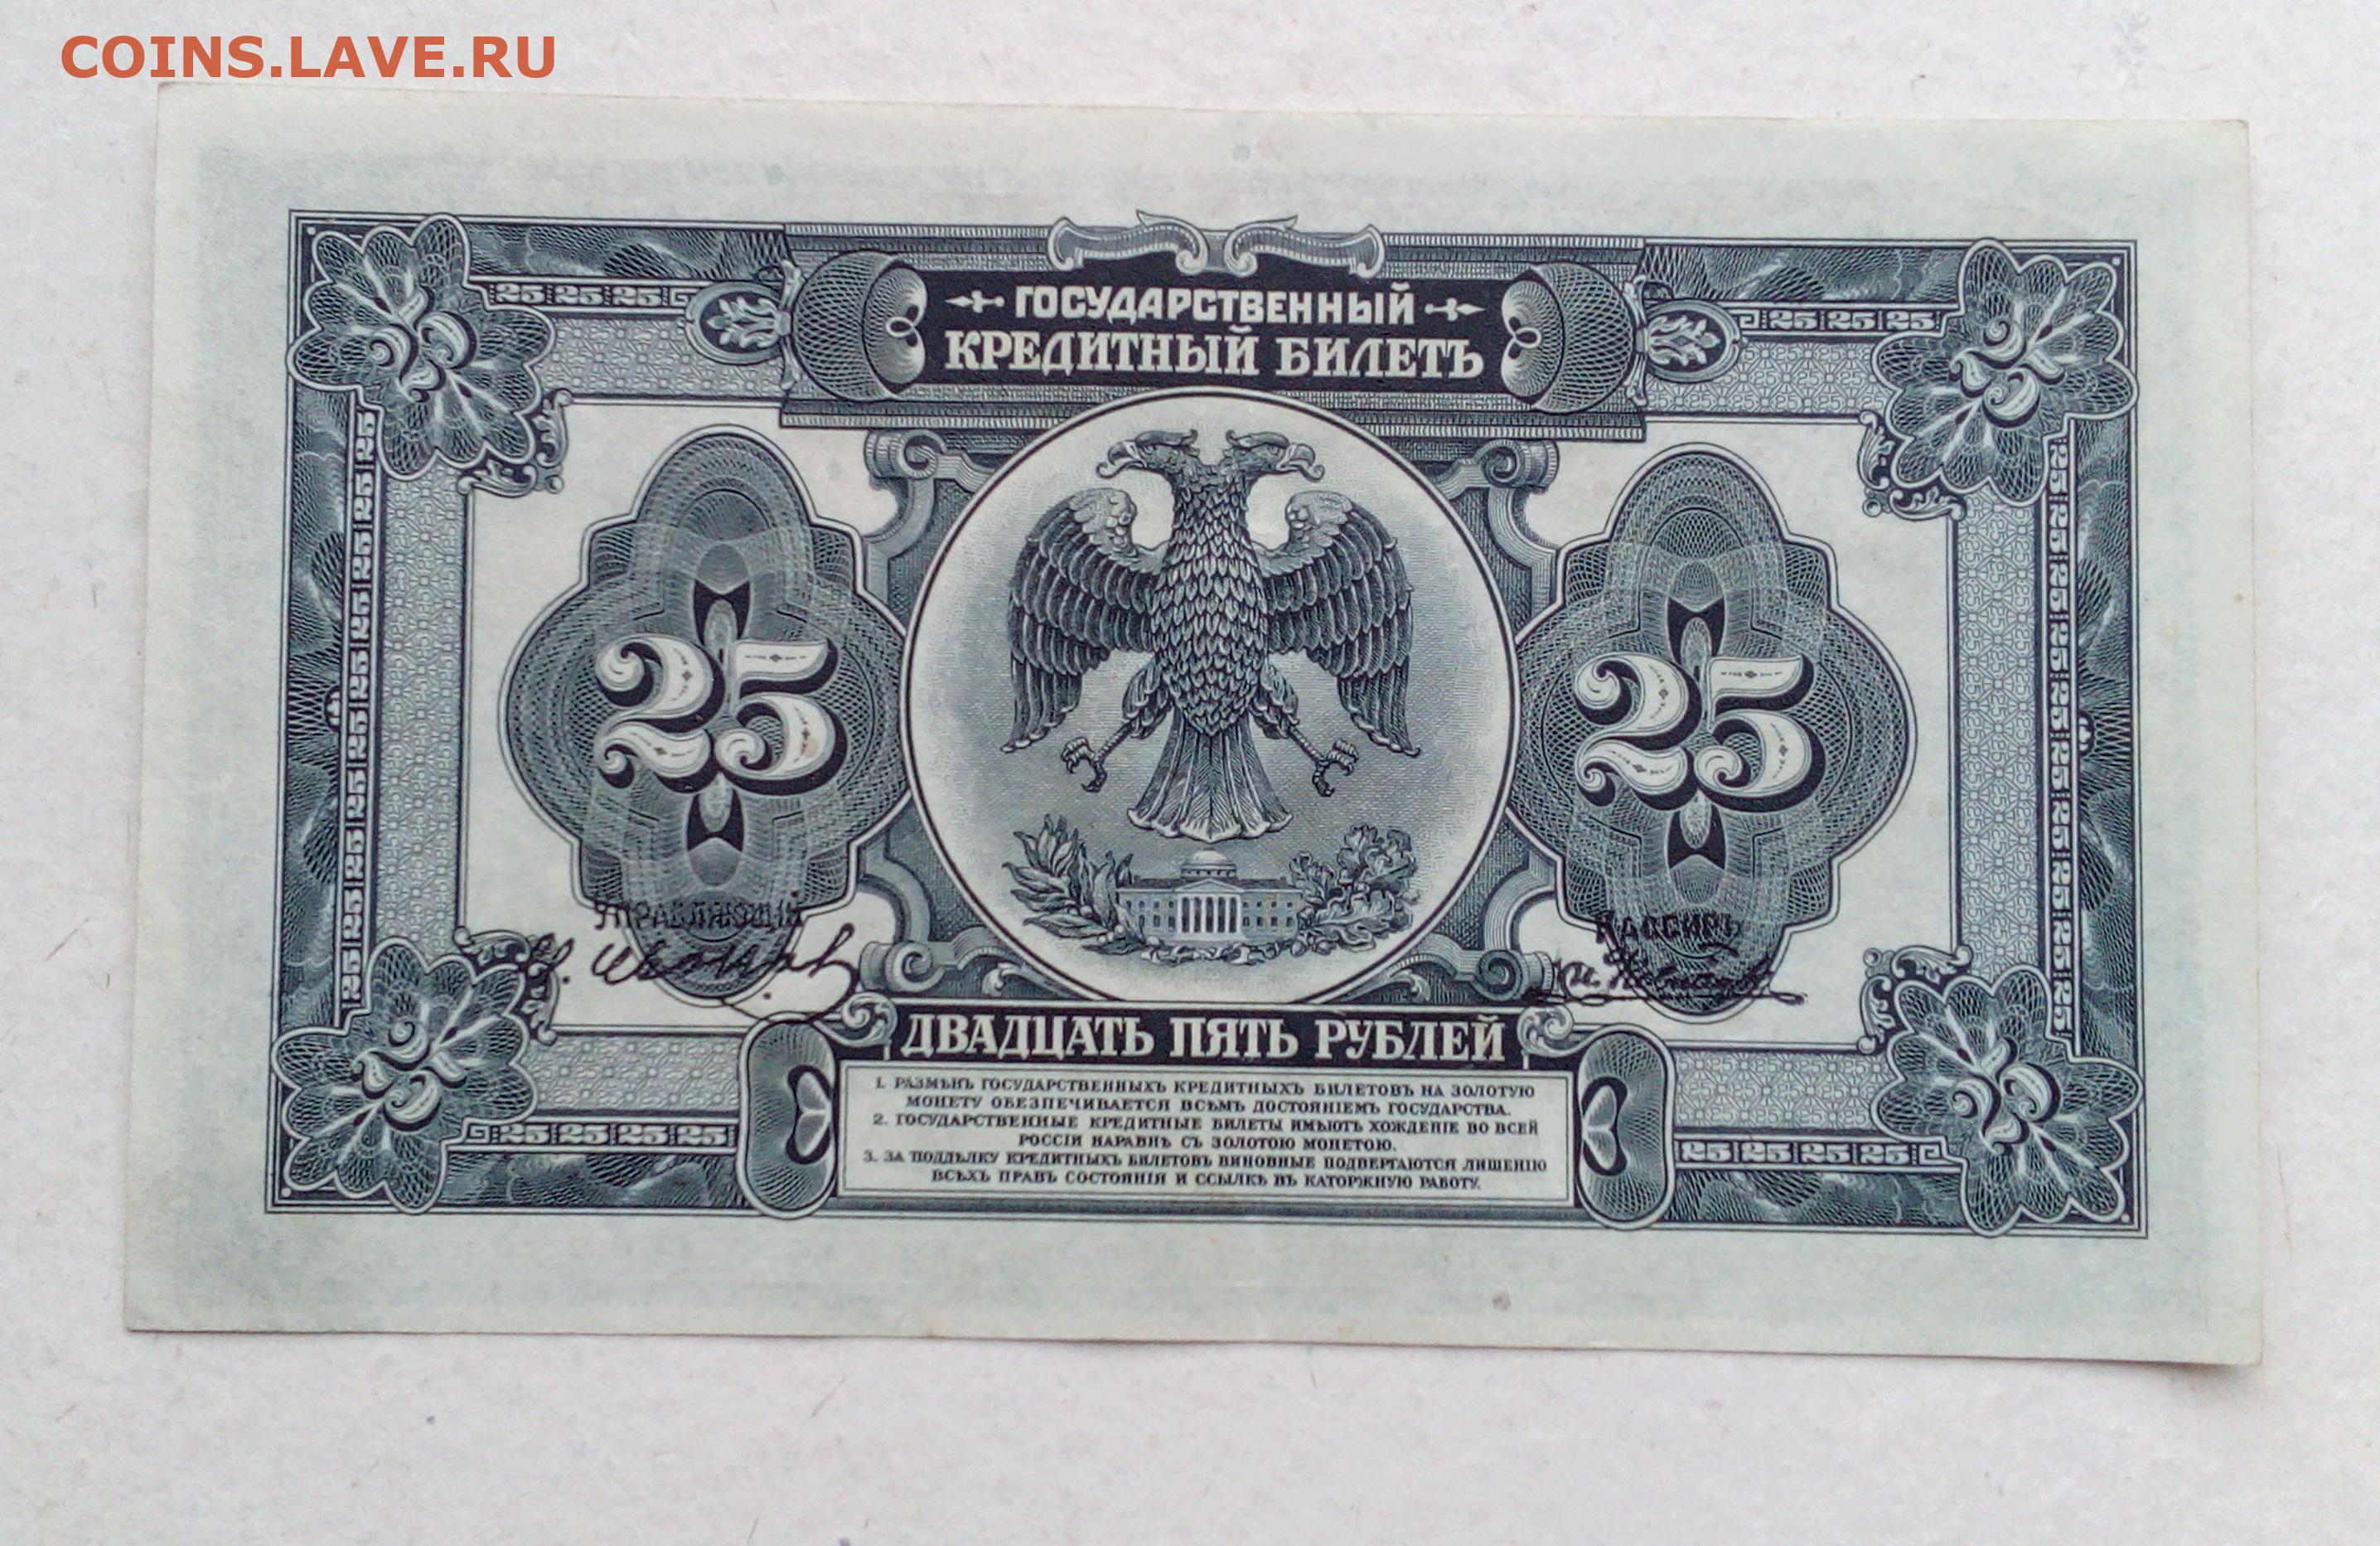 COINS.LAVE.RU
ГОСУДАРСТВЕННЫЙ
КРЕДИТНЫЙ БИЛЕТЪ
25 25 25
25 25 25
25
25
25
25
УПРАВЛЯЮЩІЙ
КАССИРЪ
25
25
ДВАДЦАТЬ ПЯТЬ РУБЛЕЙ
1. РАЗМѢНЪ ГОСУДАРСТВЕННЫХЪ КРЕДИТНЫХЪ БИЛЕТОВЪ НА ЗОЛОТУЮ
МОНЕТУ ОБЕЗПЕЧИВАЕТСЯ ВСѢМЪ ДОСТОЯНІЕМЪ ГОСУДАРСТВА.
2. ГОСУДАРСТВЕННЫЕ КРЕДИТНЫЕ БИЛЕТЫ ИМѢЮТЪ ХОЖДЕНІЕ ВО ВСЕЙ
РОССІИ НАРАВНѢ СЪ ЗОЛОТОЮ МОНЕТОЮ.
3. ЗА ПОДДѢЛКУ КРЕДИТНЫХЪ БИЛЕТОВЪ ВИНОВНЫЕ ПОДВЕРГАЮТСЯ ЛИШЕНІЮ
ВСѢХЪ ПРАВЪ СОСТОЯНІЯ И ССЫЛКѢ ВЪ КАТОРЖНУЮ РАБОТУ.
25 25 25 25
25 25 25 25